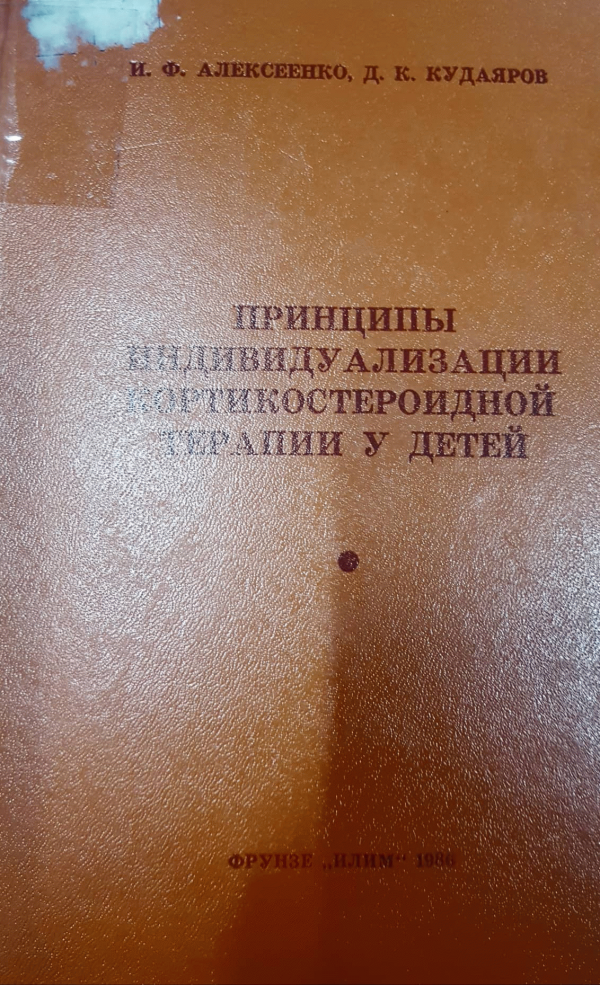 И. Ф. АЛЕКСЕЕНКО, Д. К. КУДАЯРОВ
ПРИНЦИПЫ
ИНДИВИДУАЛИЗАЦИИ
КОРТИКОСТЕРОИДНОЙ
ТЕРАПИИ У ДЕТЕЙ
ФРУНЗЕ „ИЛИМ“ 1986